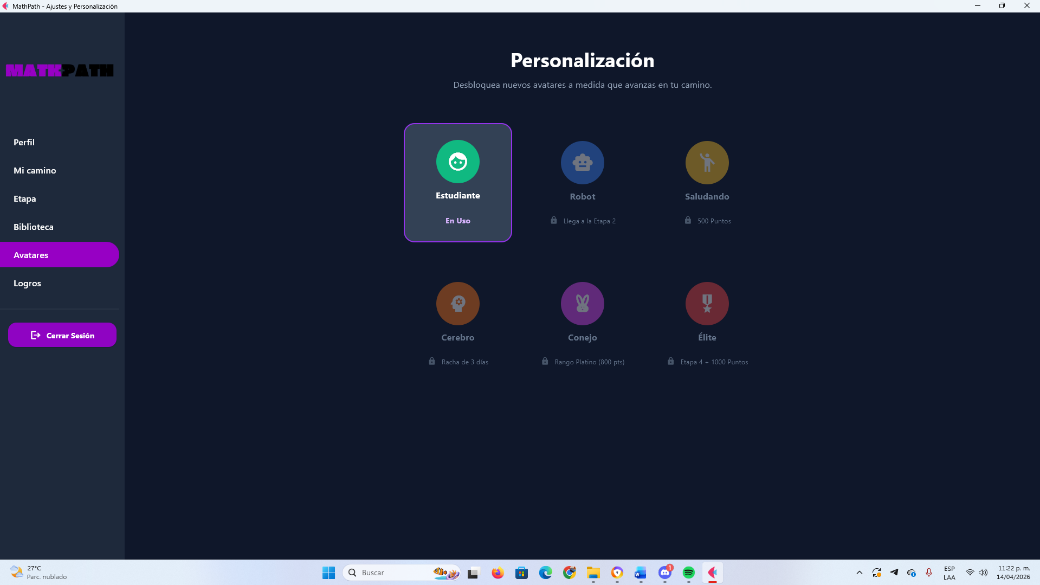 MathPath - Ajustes y Personalización
MATHPATH
Personalización
Desbloquea nuevos avatares a medida que avanzas en tu camino.
Perfil
Mi camino
Etapa
Biblioteca
Avatares
Logros
Cerrar Sesión
Estudiante
En Uso
Robot
Llega a la Etapa 2
Saludando
500 Puntos
Cerebro
Racha de 3 días
Conejo
Rango Platino (800 pts)
Élite
Etapa 4 + 1000 Puntos
27°C
Parc. nublado
Buscar
ESP
LAA
11:22 p. m.
14/04/2026